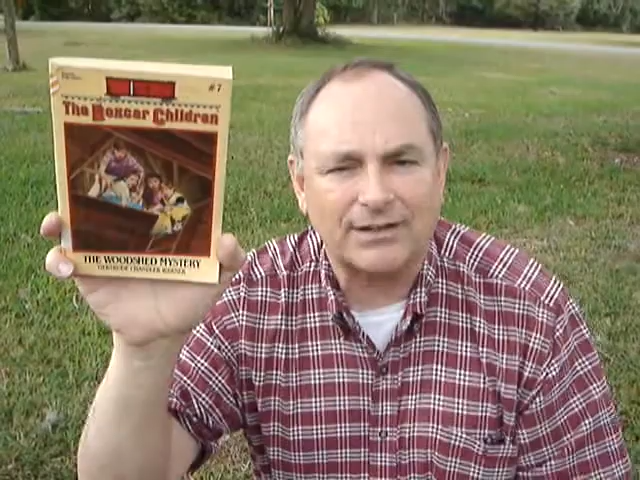 #7
The Boxcar Children
THE WOODSHED MYSTERY
GERTRUDE CHANDLER WARNER